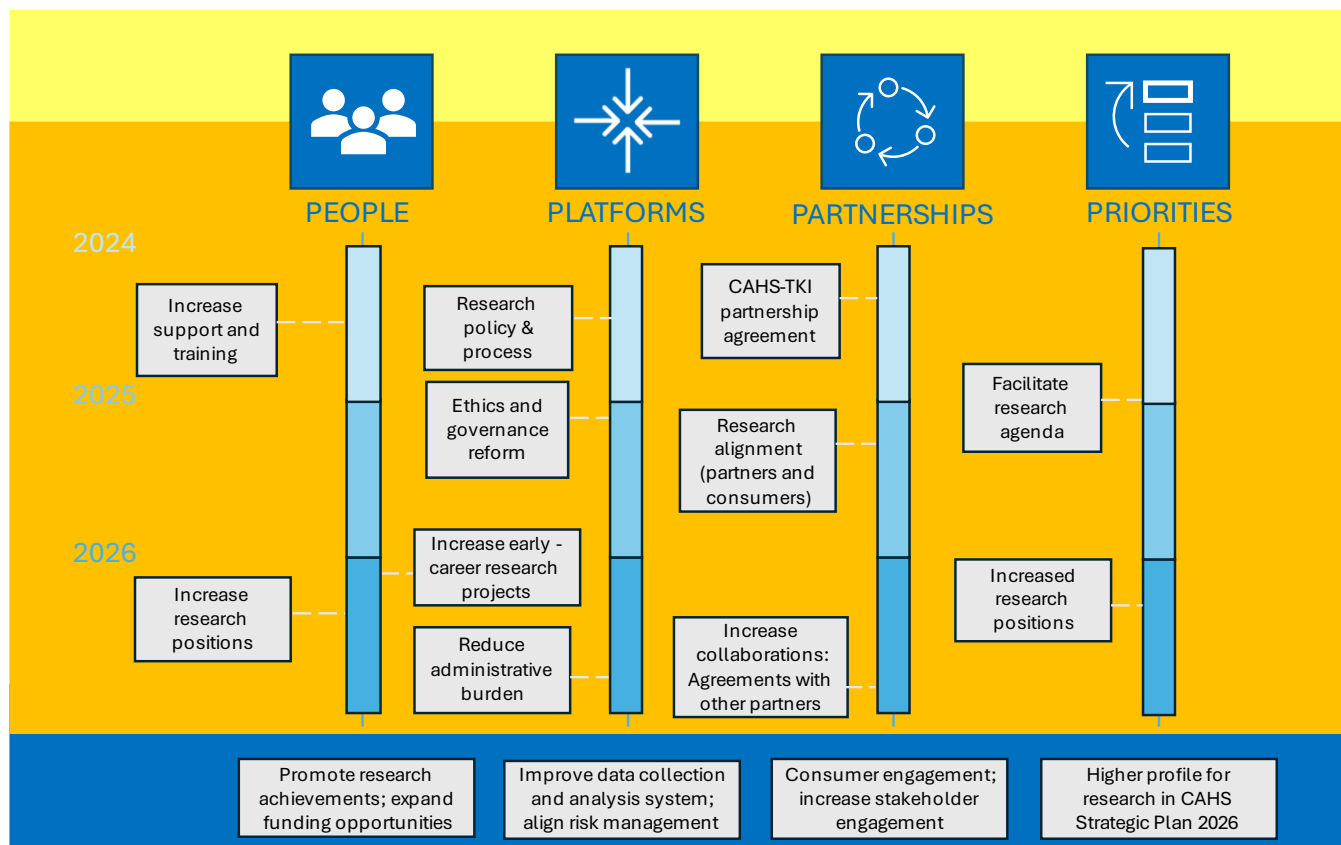 PEOPLE
PLATFORMS
PARTNERSHIPS
PRIORITIES
2024
Increase
support and
training
Research
policy &
process
CAHS-TKI
partnership
agreement
Facilitate
research
agenda
2025
Ethics and
governance
reform
Research
alignment
(partners and
consumers)
2026
Increase early -
career research
projects
Increase
research
positions
Reduce
administrative
burden
Increase
collaborations:
Agreements with
other partners
Increased
research
positions
Promote research
achievements; expand
funding opportunities
Improve data collection
and analysis system;
align risk management
Consumer engagement;
increase stakeholder
engagement
Higher profile for
research in CAHS
Strategic Plan 2026